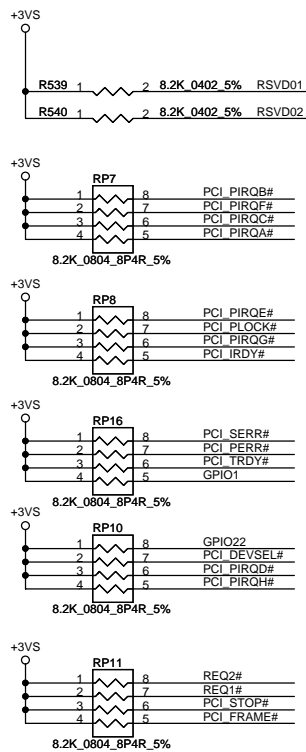 +3VS
R539 1 2 8.2K_0402_5% RSVD01
R540 1 2 8.2K_0402_5% RSVD02
+3VS
RP7
1 8 PCI_PIRQB#
2 7 PCI_PIRQF#
3 6 PCI_PIRQC#
4 5 PCI_PIRQA#
8.2K_0804_8P4R_5%
+3VS
RP8
1 8 PCI_PIRQE#
2 7 PCI_PLOCK#
3 6 PCI_PIRQG#
4 5 PCI_IRDY#
8.2K_0804_8P4R_5%
+3VS
RP16
1 8 PCI_SERR#
2 7 PCI_PERR#
3 6 PCI_TRDY#
4 5 GPIO1
8.2K_0804_8P4R_5%
+3VS
RP10
1 8 GPIO22
2 7 PCI_DEVSEL#
3 6 PCI_PIRQD#
4 5 PCI_PIRQH#
8.2K_0804_8P4R_5%
+3VS
RP11
1 8 REQ2#
2 7 REQ1#
3 6 PCI_STOP#
4 5 PCI_FRAME#
8.2K_0804_8P4R_5%